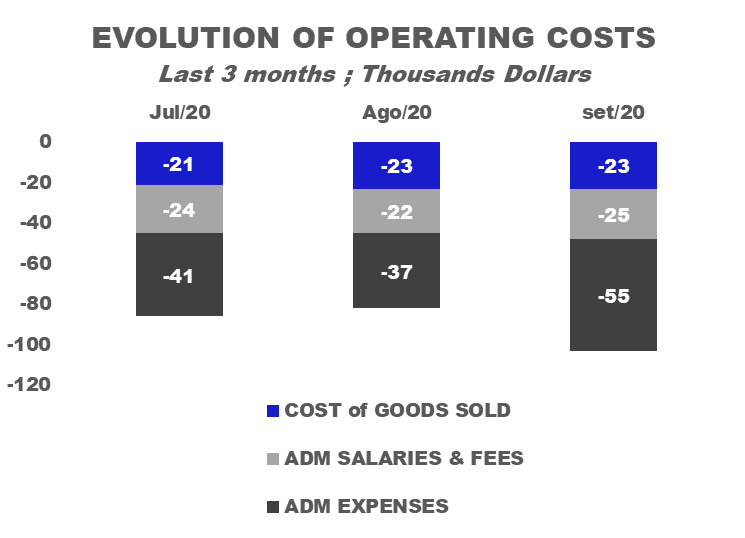 EVOLUTION OF OPERATING COSTS
Last 3 months ; Thousands Dollars
Jul/20 Ago/20 set/20
0
-20
-40
-60
-80
-100
-120
-21 -23 -23
-24 -22 -25
-41 -37 -55
COST of GOODS SOLD
ADM SALARIES & FEES
ADM EXPENSES